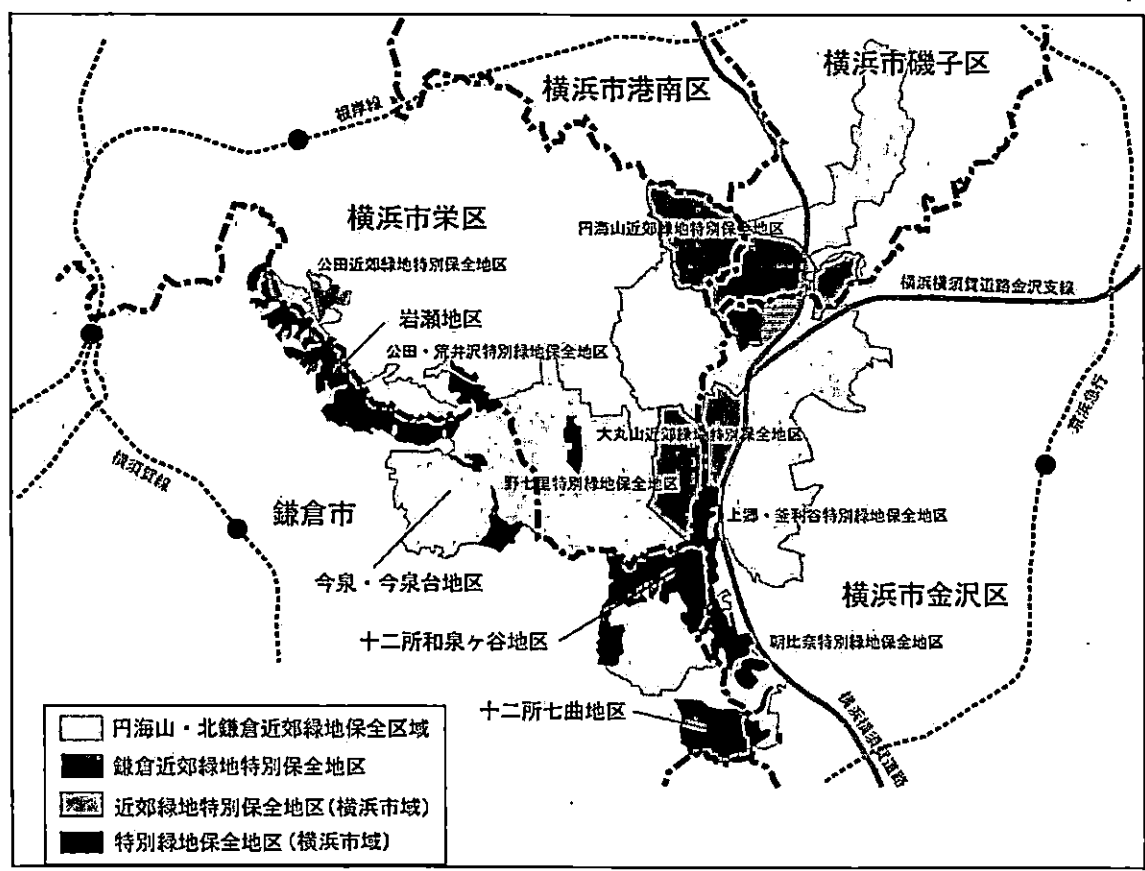 横浜市磯子区
横浜市港南区
根岸線
横浜市栄区
円海山近郊緑地特別保全地区
公田近郊緑地特別保全地区
横浜横須賀道路金沢支線
岩瀬地区
公田・荒井沢特別緑地保全地区
京浜急行
大丸山近郊緑地特別保全地区
横須賀線
野七里特別緑地保全地区
鎌倉市
上郷・釜利谷特別緑地保全地区
今泉・今泉台地区
横浜市金沢区
十二所和泉ヶ谷地区
朝比奈特別緑地保全地区
十二所七曲地区
横浜横須賀道路
円海山・北鎌倉近郊緑地保全区域
鎌倉近郊緑地特別保全地区
近郊緑地特別保全地区(横浜市域)
特別緑地保全地区(横浜市域)